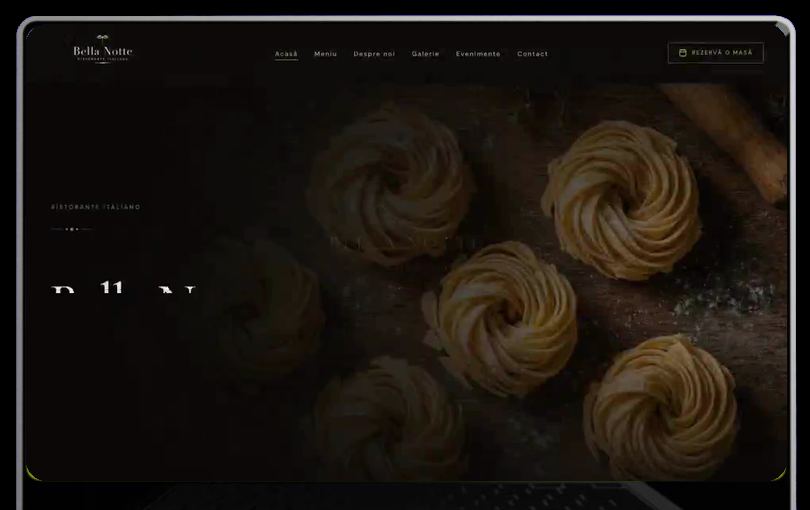 Bella Notte
RISTORANTE ITALIANO
Acasă
Meniu
Despre noi
Galerie
Evenimente
Contact
REZERVĂ O MASĂ
RISTORANTE ITALIANO